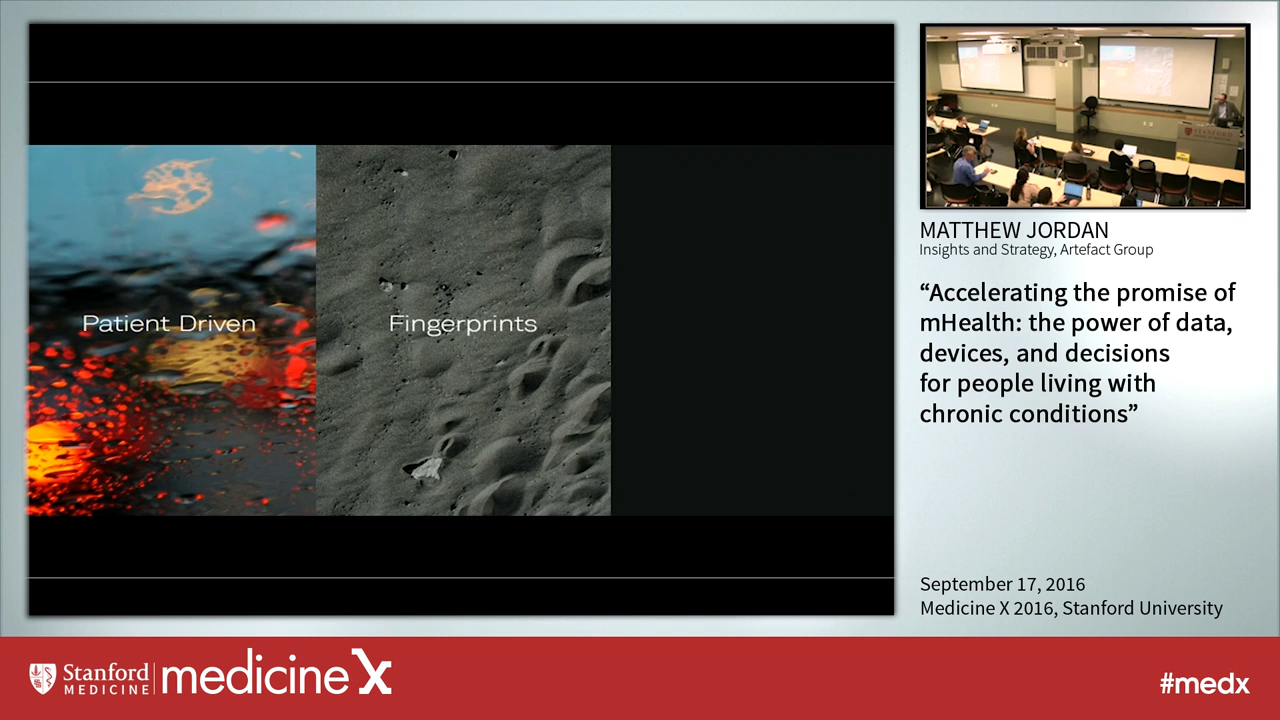 Patient Driven
Fingerprints
STANFORD
MATTHEW JORDAN
Insights and Strategy, Artefact Group
“Accelerating the promise of
mHealth: the power of data,
devices, and decisions
for people living with
chronic conditions”
September 17, 2016
Medicine X 2016, Stanford University
Stanford
MEDICINE
medicine X
#medx